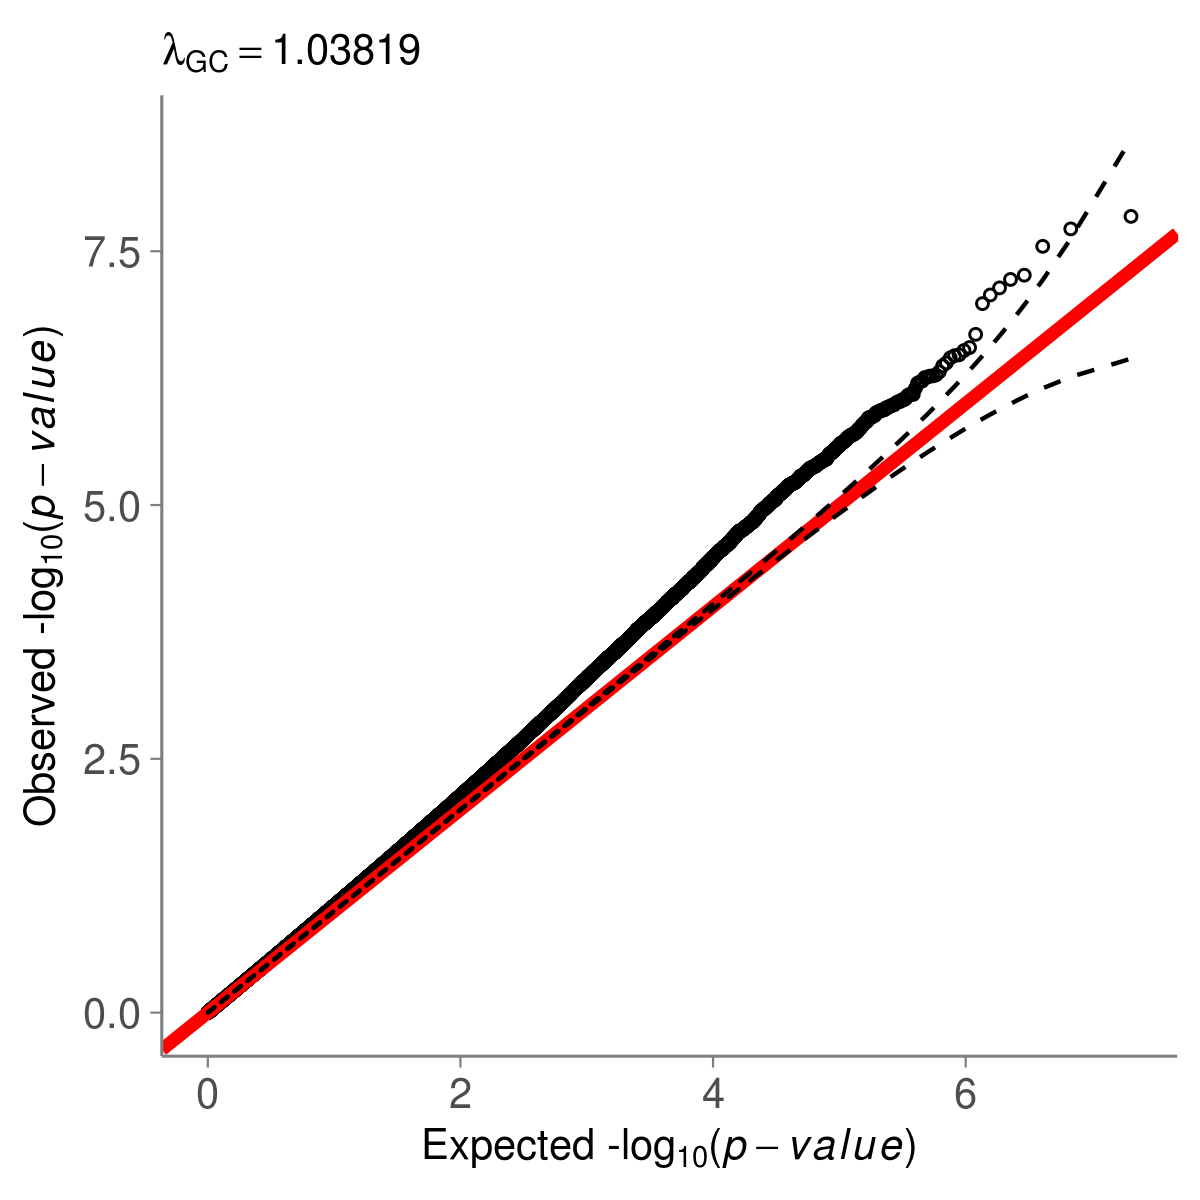 λGC = 1.03819
Observed -log10(p − value)
7.5
5.0
2.5
0.0
0 2 4 6
Expected -log10(p − value)